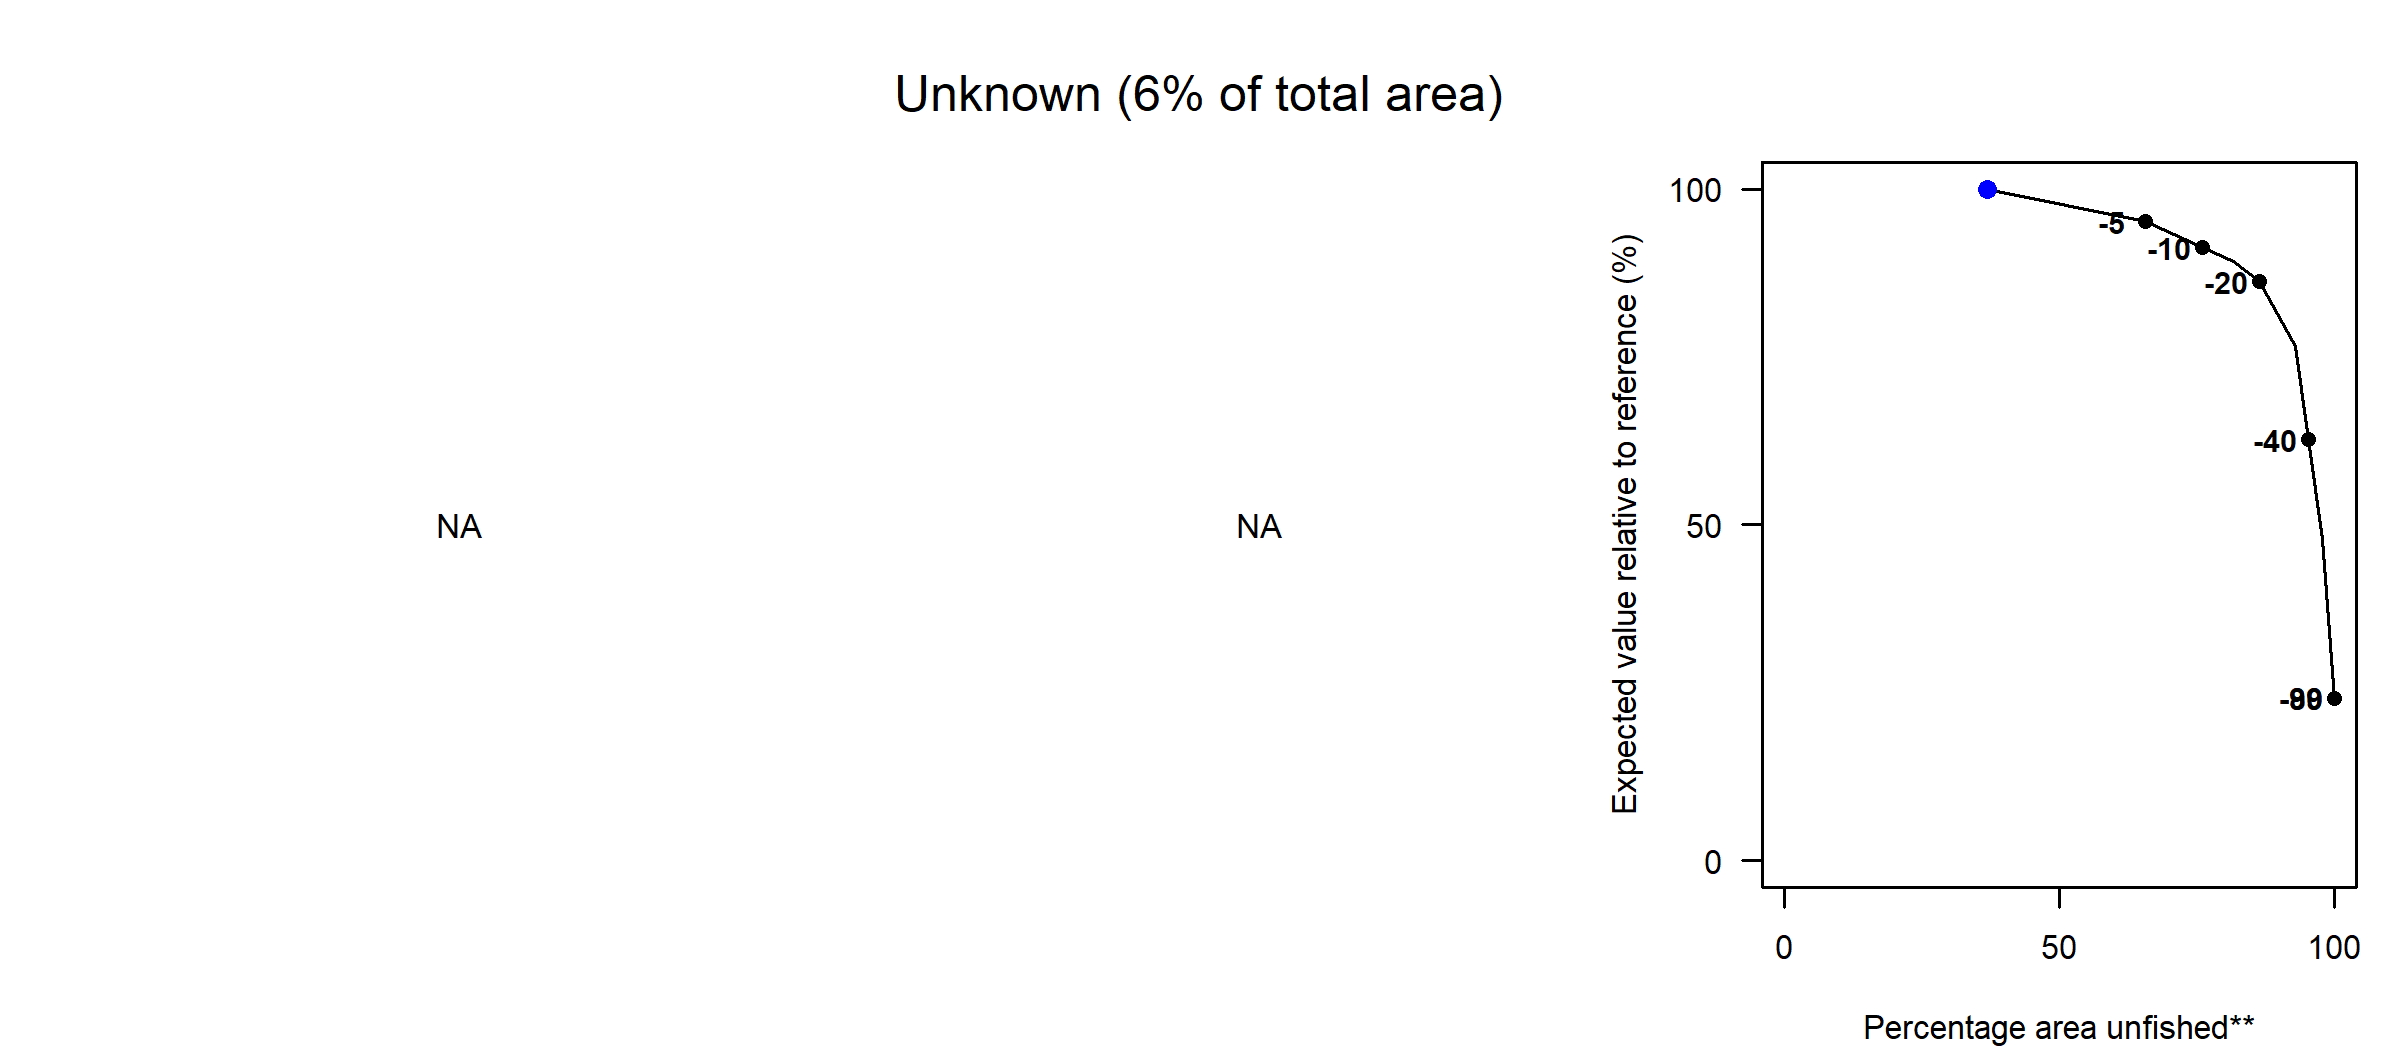 Unknown (6% of total area)
NA
NA
Expected value relative to reference (%)
100
50
0
-5
-10
-20
-40
0
50
100
Percentage area unfished**